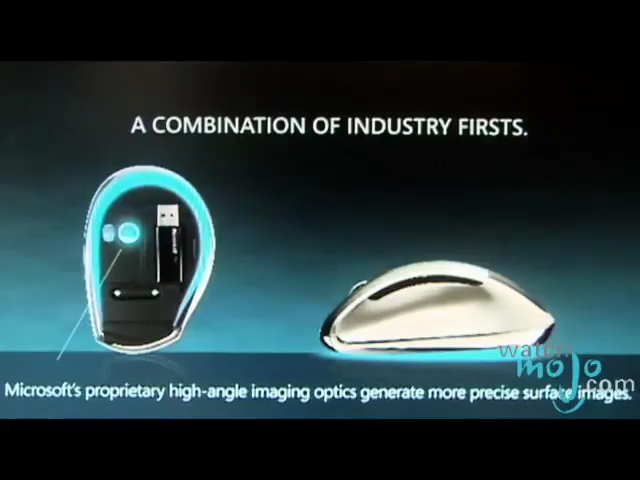 A COMBINATION OF INDUSTRY FIRSTS.
Microsoft's proprietary high-angle imaging optics generate more precise surface images.
watch
mojo
.com